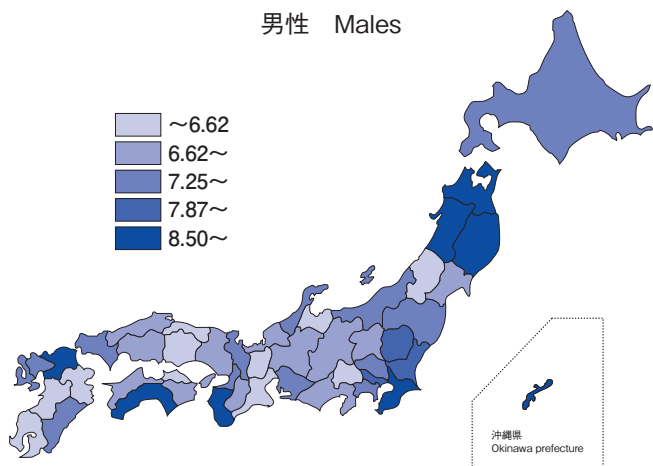 男性 Males
〜6.62
6.62〜
7.25〜
7.87〜
8.50〜
沖縄県
Okinawa prefecture